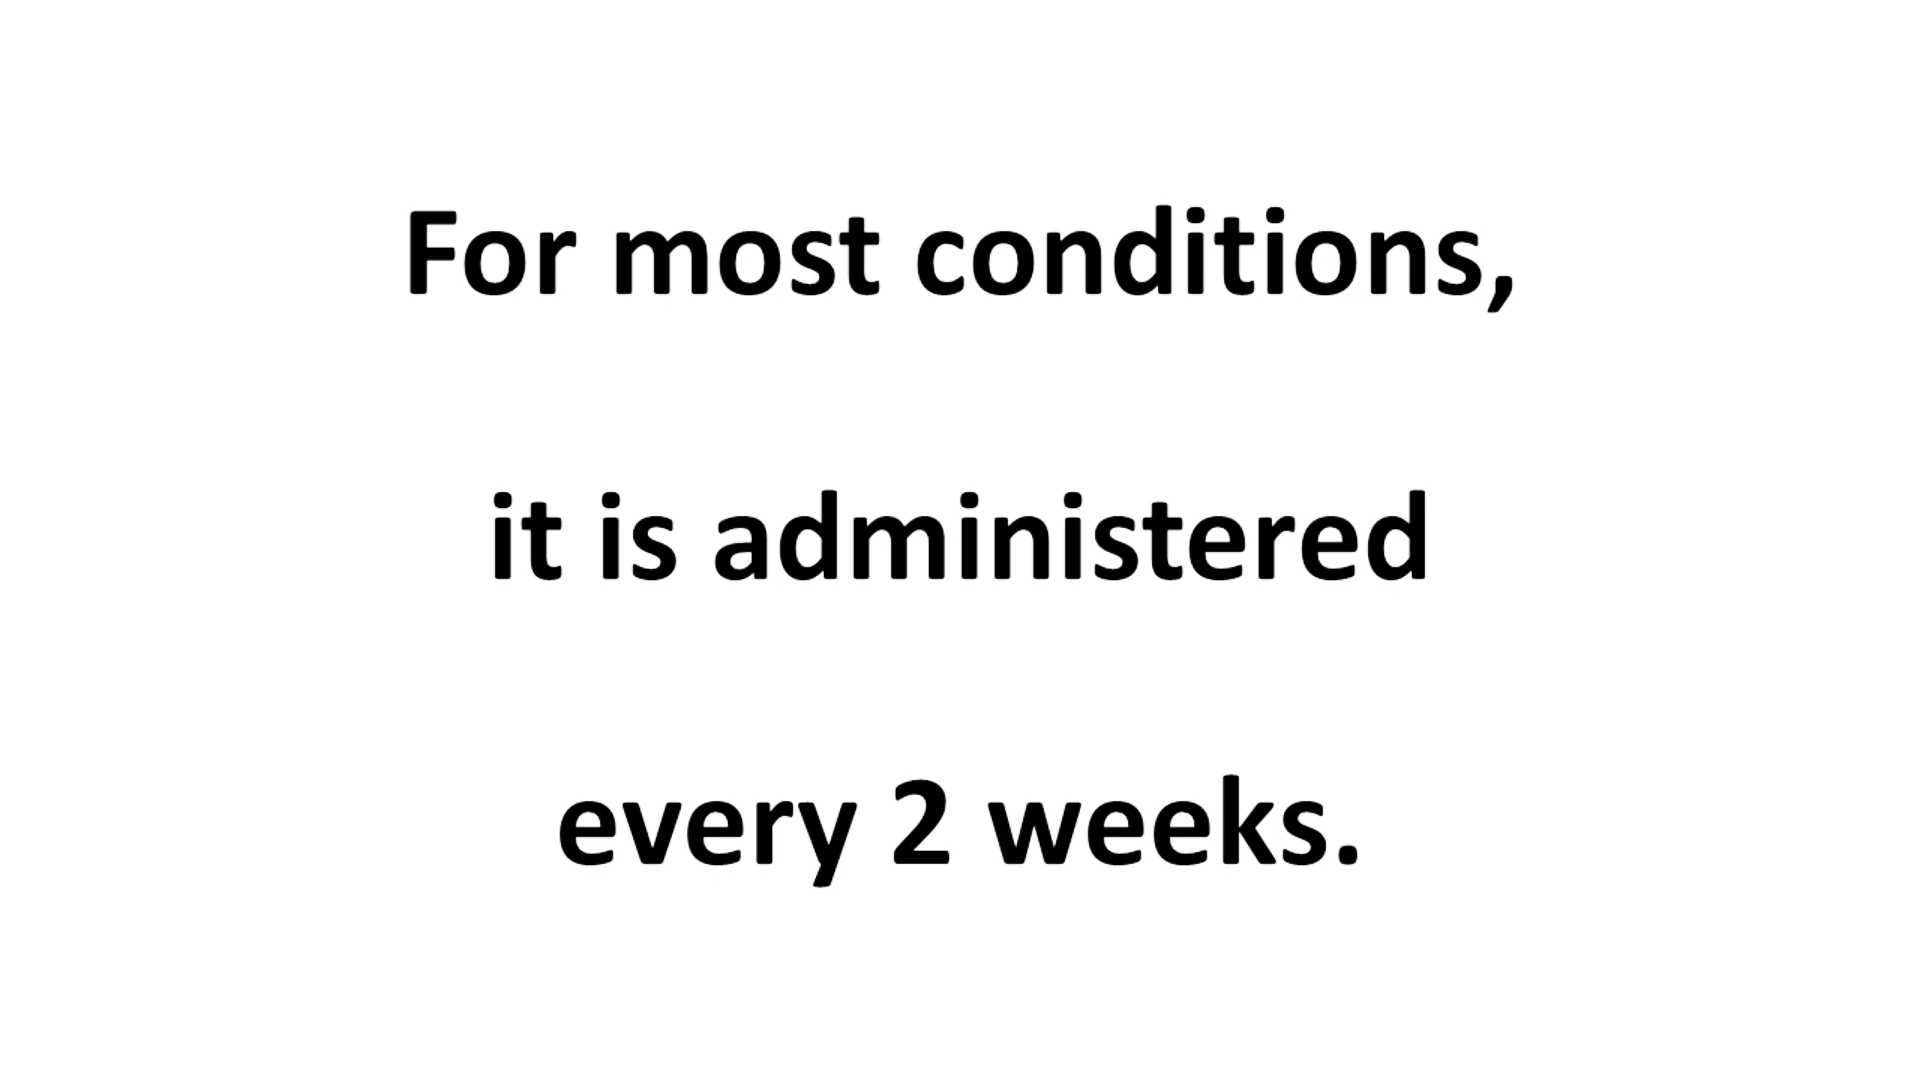 For most conditions,
it is administered
every 2 weeks.